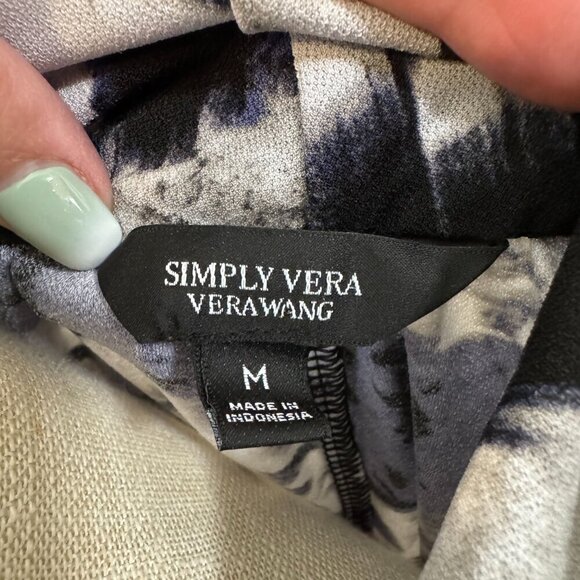 SIMPLY VERA
VERAWANG
M
MADE IN
INDONESIA